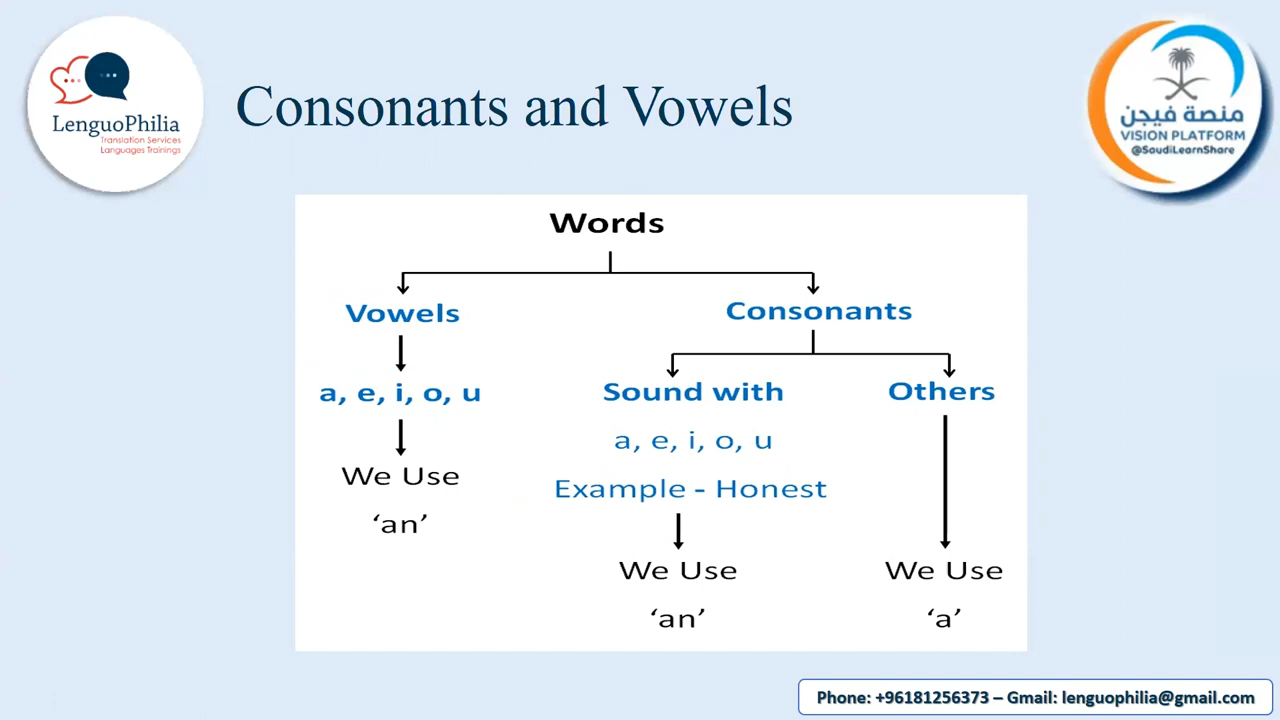 LenguoPhilia
Translation Services
Languages Trainings
Consonants and Vowels
منصة فيجن
VISION PLATFORM
@SaudiLearnShare
Words
Vowels
Consonants
a, e, i, o, u
Sound with
Others
a, e, i, o, u
Example - Honest
We Use
‘an’
We Use
‘an’
We Use
‘a’
Phone: +96181256373 – Gmail: lenguophilia@gmail.com